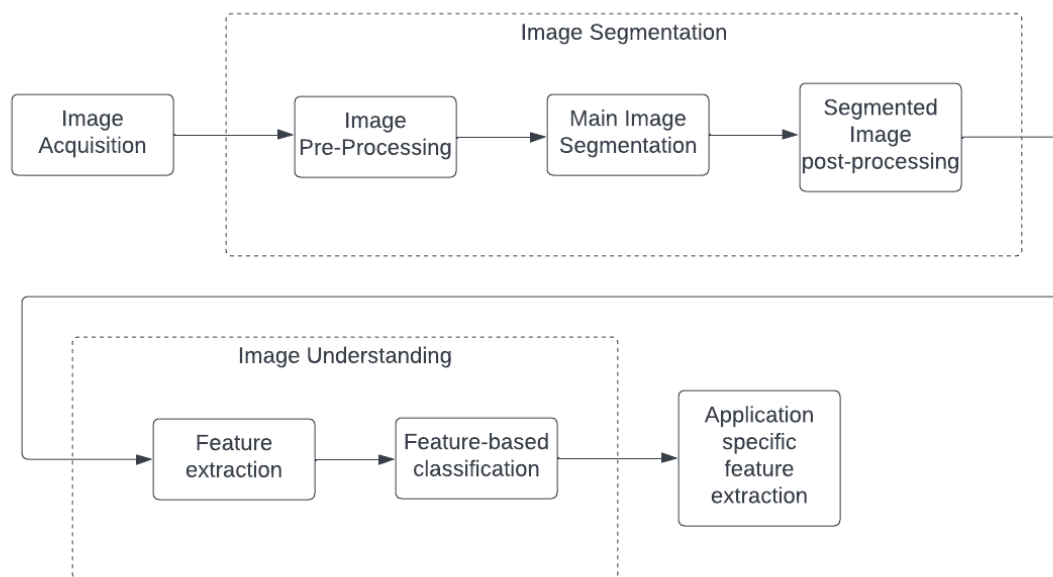 Image Segmentation
Image
Acquisition
Image
Pre-Processing
Main Image
Segmentation
Segmented
Image
post-processing
Image Understanding
Feature
extraction
Feature-based
classification
Application
specific
feature
extraction